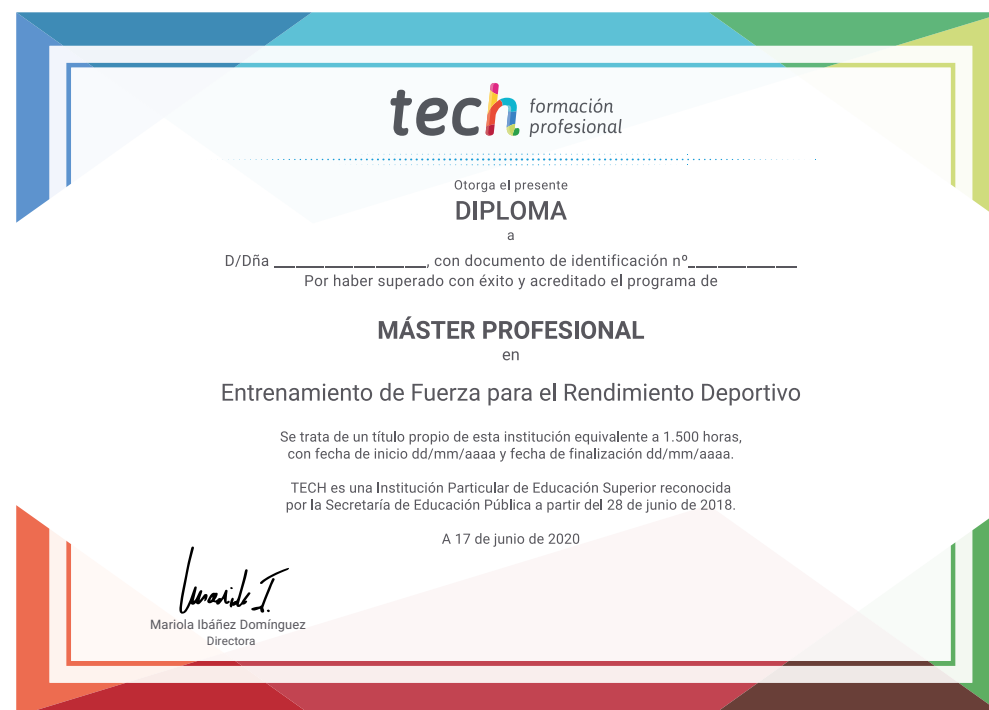 tech formación
profesional
Otorga el presente
DIPLOMA
a
D/Dña __________________, con documento de identificación nº_____________
Por haber superado con éxito y acreditado el programa de
MÁSTER PROFESIONAL
en
Entrenamiento de Fuerza para el Rendimiento Deportivo
Se trata de un título propio de esta institución equivalente a 1.500 horas,
con fecha de inicio dd/mm/aaaa y fecha de finalización dd/mm/aaaa.
TECH es una Institución Particular de Educación Superior reconocida
por la Secretaría de Educación Pública a partir del 28 de junio de 2018.
A 17 de junio de 2020
Mariola Ibáñez Domínguez
Directora